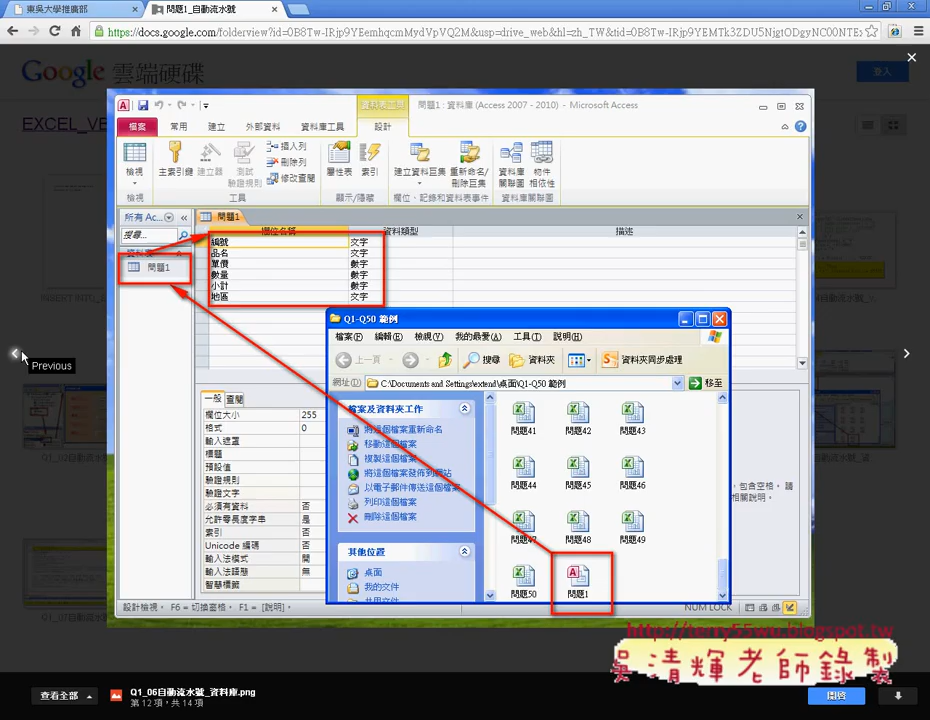 東吳大學推廣部
問題1_自動流水號
Google 雲端硬碟
登入
EXCEL_VE
問題1 : 資料庫 (Access 2007 - 2010) - Microsoft Access
資料表工具
檔案
常用
建立
外部資料
資料庫工具
設計
檢視
主索引鍵
建立器
測試
驗證規則
插入列
刪除列
修改查閱
屬性表
索引
建立資料巨集
重新命名/
刪除巨集
資料庫
關聯圖
物件
相依性
檢視
工具
顯示/隱藏
欄位、記錄和資料表事件
資料庫關聯圖
所有 Ac...
搜尋...
問題1
問題1
欄位名稱
資料類型
描述
編號 文字
品名 文字
單價 數字
數量 數字
小計 數字
地區 文字
Previous
Q1-Q50 範例
檔案(F) 編輯(E) 檢視(V) 我的最愛(A) 工具(T) 說明(H)
上一頁
搜尋
資料夾
資料夾同步處理
網址(D)
C:\Documents and Settings\extend\桌面\Q1-Q50 範例
移至
檔案及資料夾工作
將這個檔案重新命名
移動這個檔案
複製這個檔案
將這個檔案發佈到網站
以電子郵件傳送這個檔案
列印這個檔案
刪除這個檔案
其他位置
桌面
我的文件
問題41 問題42 問題43
問題44 問題45 問題46
問題47 問題48 問題49
問題50 問題1
一般 查閱
欄位大小 255
格式 0
輸入遮罩
標題
預設值
驗證規則
驗證文字
必須有資料 否
允許零長度字串 是
索引 否
Unicode 編碼 否
輸入法模式 開
輸入法語態 無
智慧標籤
包含空格。請
相關說明。
設計檢視。 F6 = 切換窗格。 F1 = [說明]。
NUM LOCK
http://terry55wu.blogspot.tw
吳清輝老師錄製
查看全部
Q1_06自動流水號_資料庫.png
第 12 項，共 14 項
開啟